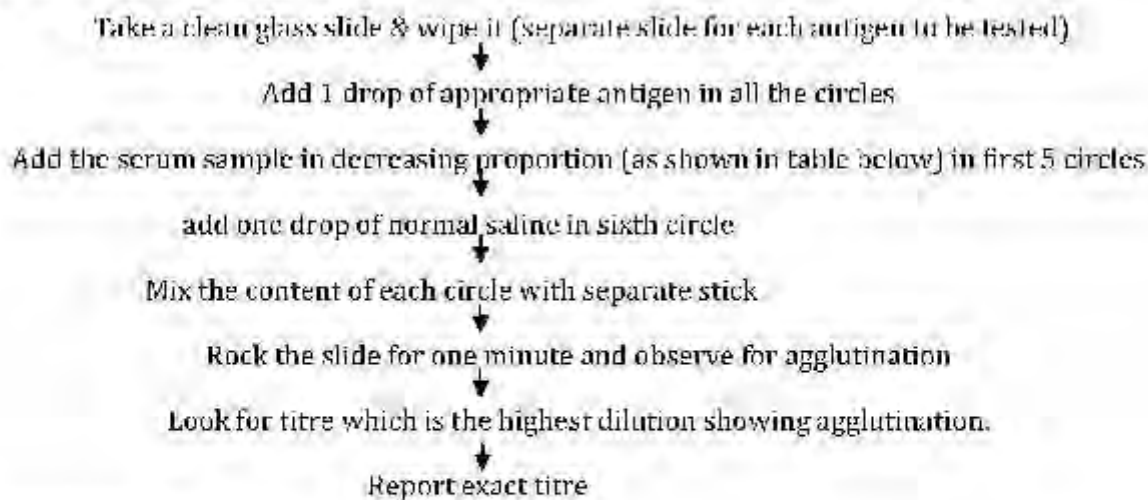 Take a clean glass slide & wipe it (separate slide for each antigen to be tested)
Add 1 drop of appropriate antigen in all the circles
Add the serum sample in decreasing proportion (as shown in table below) in first 5 circles
add one drop of normal saline in sixth circle
Mix the content of each circle with separate stick
Rock the slide for one minute and observe for agglutination
Look for titre which is the highest dilution showing agglutination.
Report exact titre